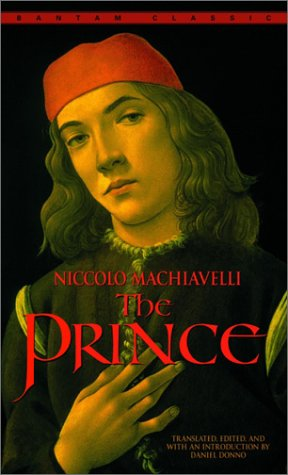 BANTAM CLASSIC
NICCOLO MACHIAVELLI
The
PRINCE
TRANSLATED, EDITED, AND
WITH AN INTRODUCTION BY
DANIEL DONNO